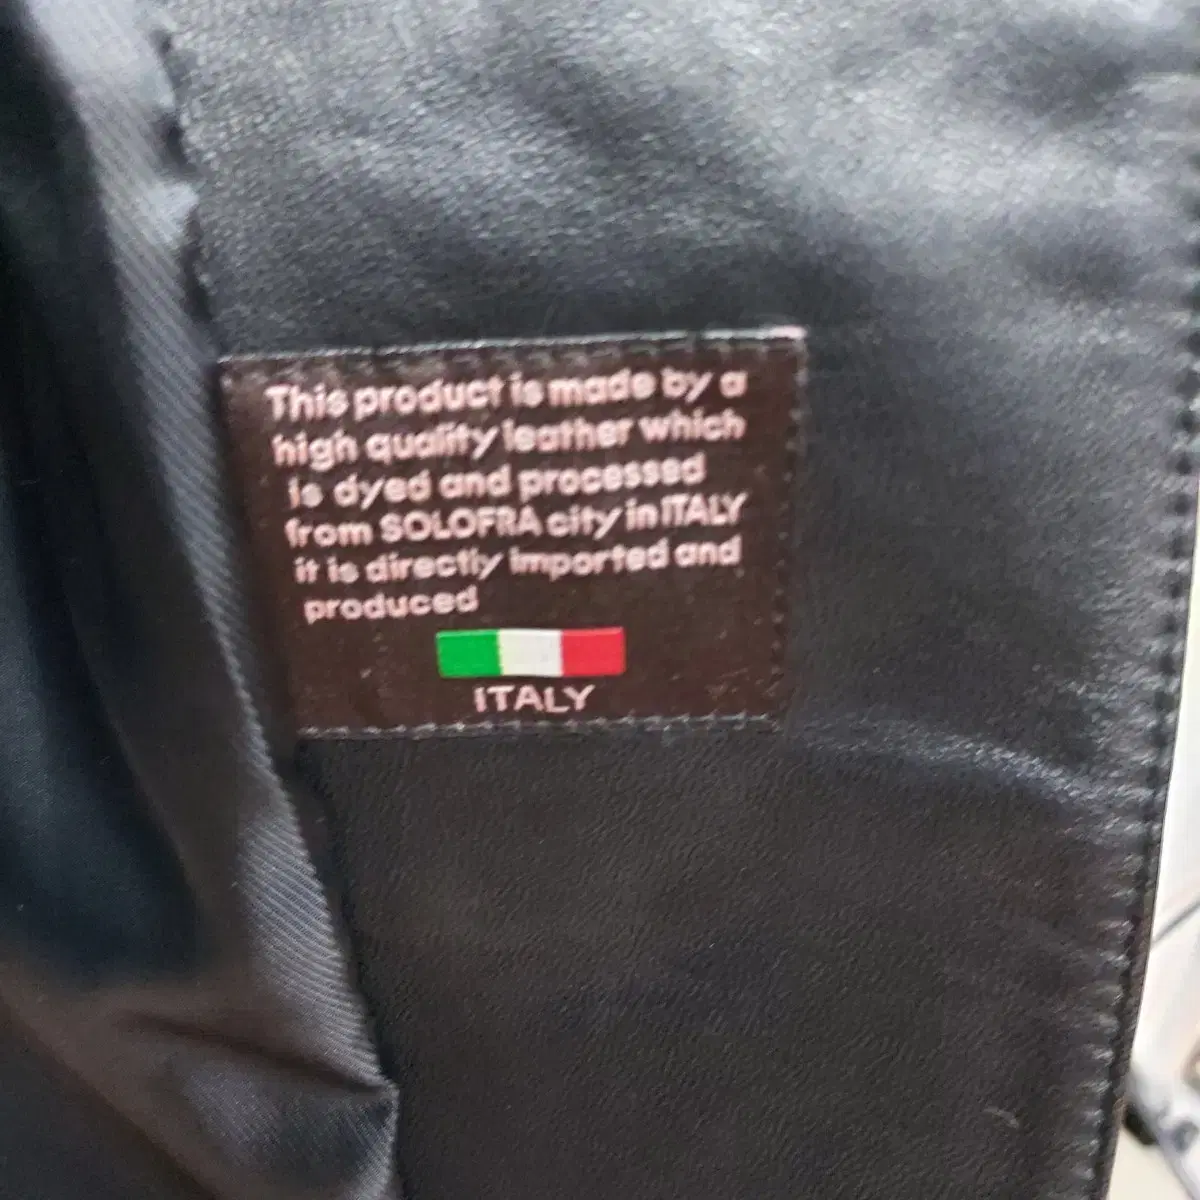 This product is made by a
high quality leather which
is dyed and processed
from SOLOFRA city in ITALY
it is directly imported and
produced
ITALY